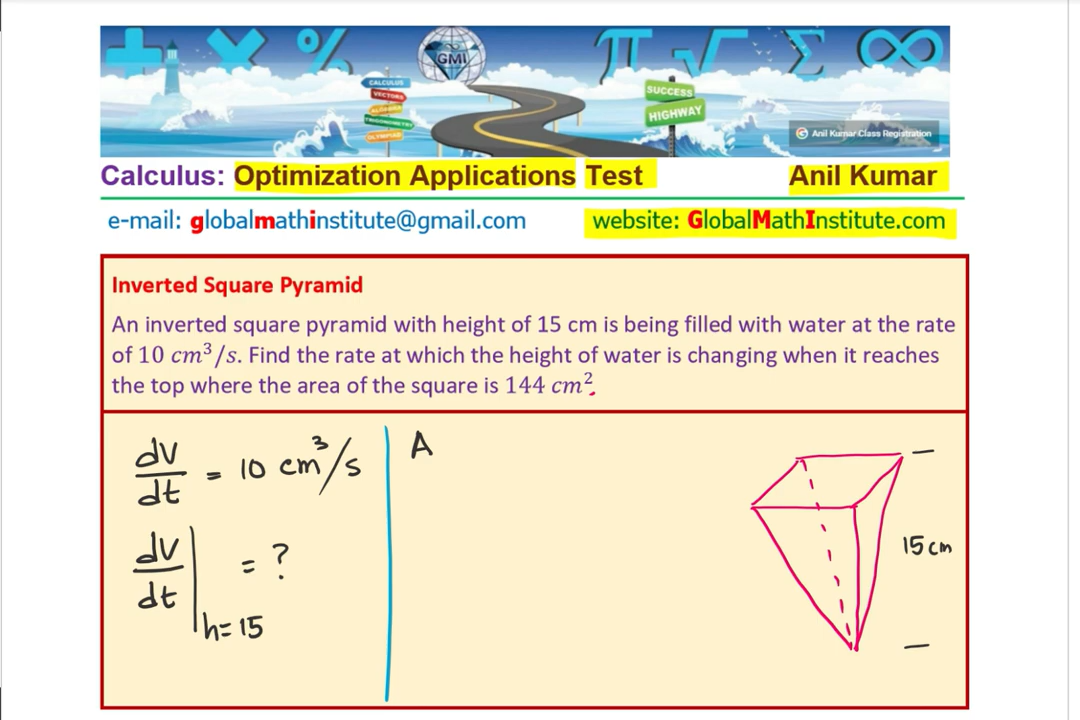 GMI
CALCULUS
VECTORS
ALGEBRA
TRIGONOMETRY
OLYMPIAD
SUCCESS
HIGHWAY
Anil Kumar Class Registration
Calculus: Optimization Applications Test Anil Kumar
e-mail: globalmathinstitute@gmail.com website: GlobalMathInstitute.com
Inverted Square Pyramid
An inverted square pyramid with height of 15 cm is being filled with water at the rate
of 10 cm³/s. Find the rate at which the height of water is changing when it reaches
the top where the area of the square is 144 cm².
dV/dt = 10 cm³/s
A
dV/dt | h=15 = ?
15 cm